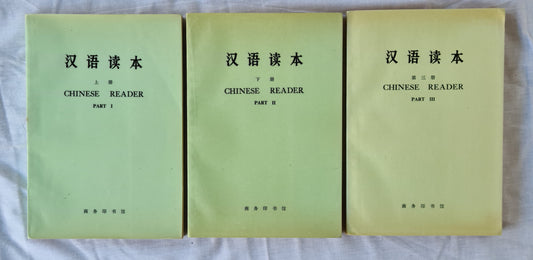 汉语读本
上册
CHINESE READER
PART I
商务印书馆
汉语读本
下册
CHINESE READER
PART II
商务印书馆
汉语读本
第三册
CHINESE READER
PART III
商务印书馆